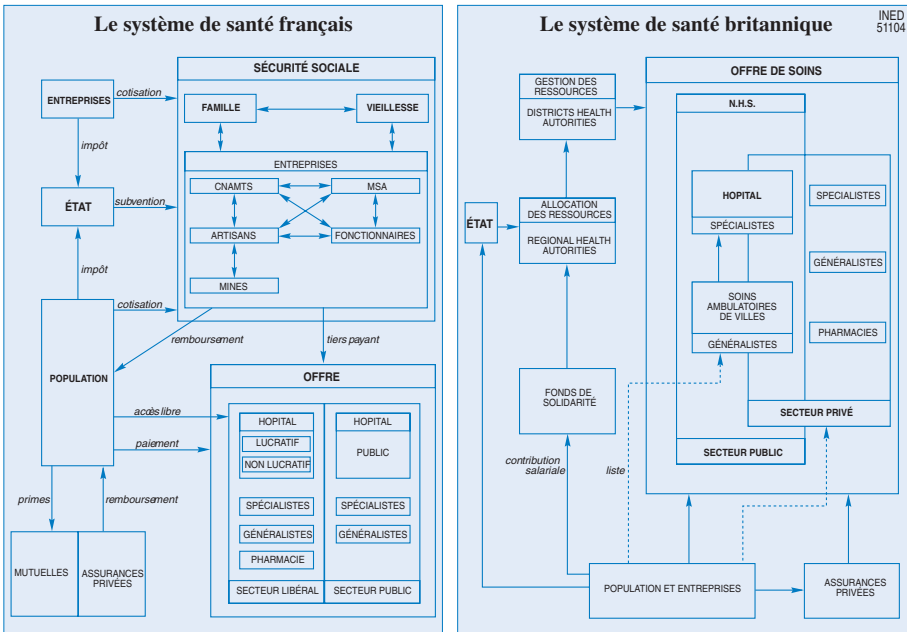 Le système de santé français
SÉCURITÉ SOCIALE
ENTREPRISES
cotisation
FAMILLE
VIEILLESSE
impôt
ENTREPRISES
CNAMTS
MSA
ÉTAT
subvention
ARTISANS
FONCTIONNAIRES
impôt
MINES
cotisation
remboursement
tiers payant
POPULATION
OFFRE
accès libre
HOPITAL
HOPITAL
LUCRATIF
paiement
PUBLIC
NON LUCRATIF
primes
remboursement
SPÉCIALISTES
SPÉCIALISTES
GÉNÉRALISTES
GÉNÉRALISTES
PHARMACIE
MUTUELLES
ASSURANCES
PRIVÉES
SECTEUR LIBÉRAL
SECTEUR PUBLIC
Le système de santé britannique
INED
51104
OFFRE DE SOINS
GESTION DES
RESSOURCES
DISTRICTS HEALTH
AUTORITIES
N.H.S.
HOPITAL
SPÉCIALISTES
SPECIALISTES
ÉTAT
ALLOCATION
DES RESSOURCES
REGIONAL HEALTH
AUTORITIES
GÉNÉRALISTES
SOINS
AMBULATOIRES
DE VILLES
GÉNÉRALISTES
PHARMACIES
FONDS DE
SOLIDARITÉ
SECTEUR PRIVÉ
SECTEUR PUBLIC
contribution
salariale
liste
POPULATION ET ENTREPRISES
ASSURANCES
PRIVÉES